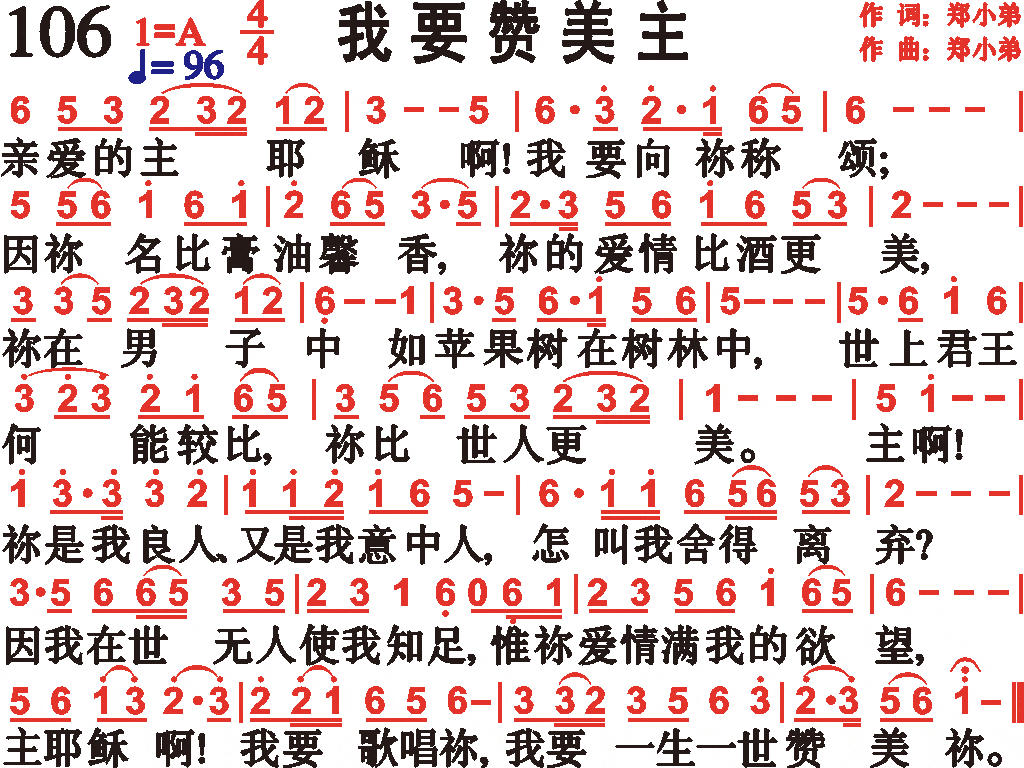 106 1=A 4/4 我要赞美主 作 词：郑小弟
♩= 96 作 曲：郑小弟
6 5 3 2 3 2 1 2 | 3 - - 5 | 6 · 3 2 · 1 6 5 | 6 - - - |
亲爱的主 耶 稣 啊！我 要向 祢称 颂；
5 5 6 1 6 1 | 2 6 5 3 · 5 | 2 · 3 5 6 1 6 5 3 | 2 - - - |
因祢 名比膏油馨 香， 祢的爱情比酒更 美，
3 3 5 2 3 2 1 2 | 6 - - 1 | 3 · 5 6 · 1 5 6 | 5 - - - | 5 · 6 1 6 |
祢在 男 子 中 如苹果树在树林中， 世上君王
3 2 3 2 1 6 5 | 3 5 6 5 3 2 3 2 | 1 - - - | 5 1 - - |
何 能较比， 祢比 世人更 美。 主啊！
1 3 · 3 3 2 | 1 1 2 1 6 5 - | 6 · 1 1 6 5 6 5 3 | 2 - - - |
祢是我良人、又是我意中人， 怎 叫我舍得 离 弃？
3 · 5 6 6 5 3 5 | 2 3 1 6 0 6 1 | 2 3 5 6 1 6 5 | 6 - - - |
因我在世 无人使我知足，惟祢爱情满我的欲 望，
5 6 1 3 2 · 3 | 2 2 1 6 5 6 - | 3 3 2 3 5 6 3 | 2 · 3 5 6 1 - ‖
主耶稣 啊！ 我要 歌唱祢，我要 一生一世赞 美 祢。